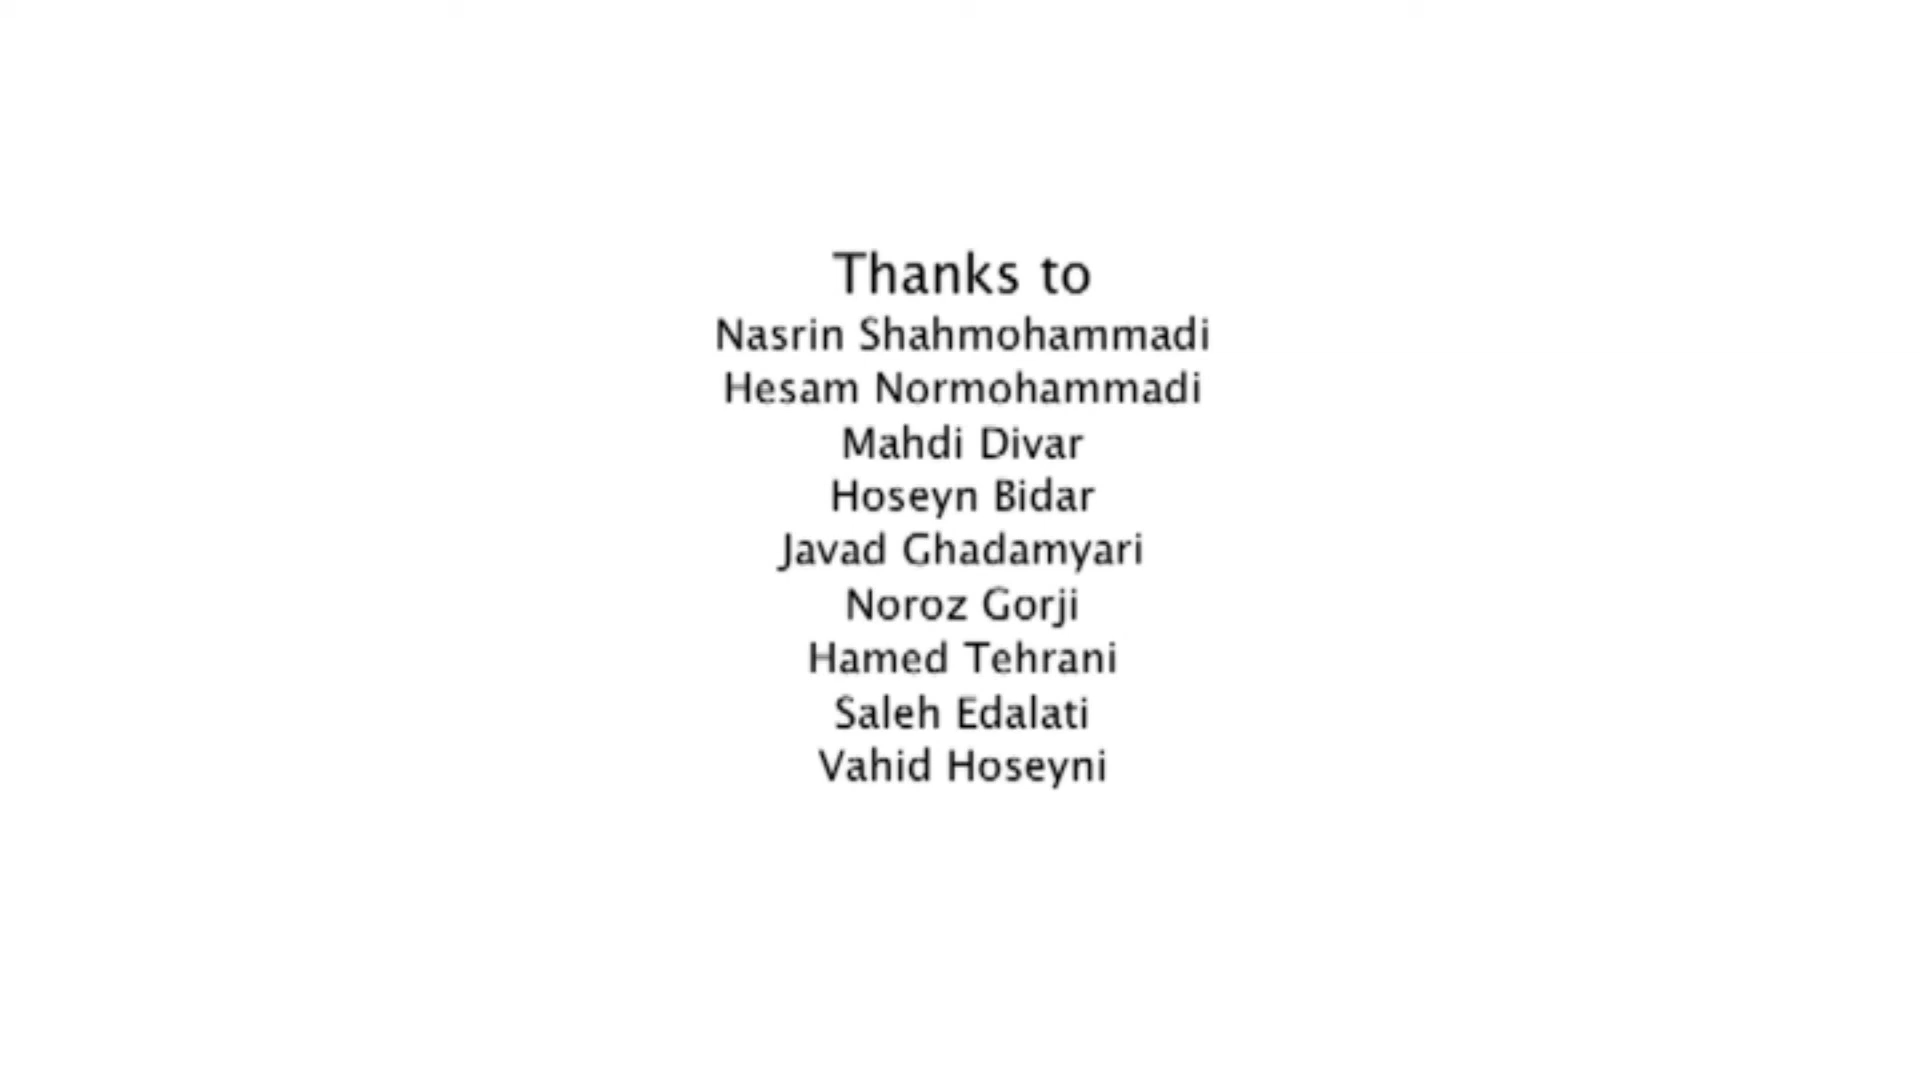 Thanks to
Nasrin Shahmohammadi
Hesam Normohammadi
Mahdi Divar
Hoseyn Bidar
Javad Ghadamyari
Noroz Gorji
Hamed Tehrani
Saleh Edalati
Vahid Hoseyni